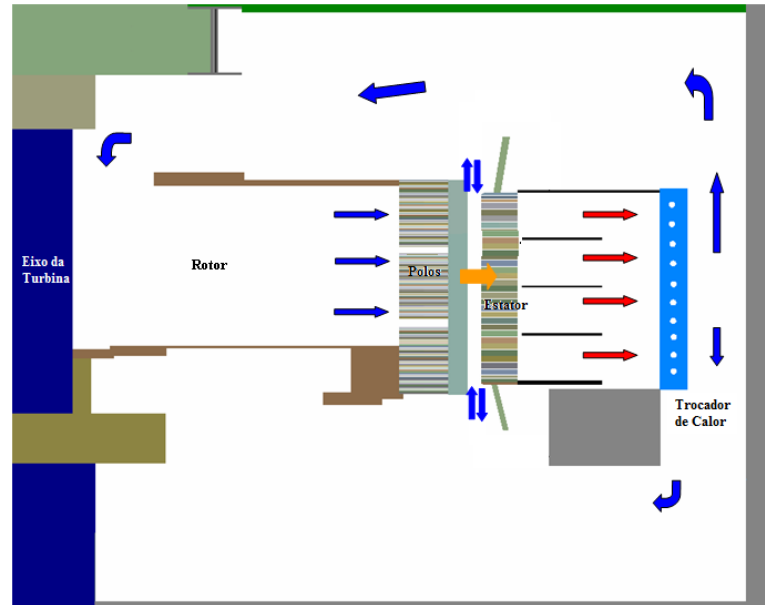 Eixo da
Turbina
Rotor
Polos
Estator
Trocador
de Calor